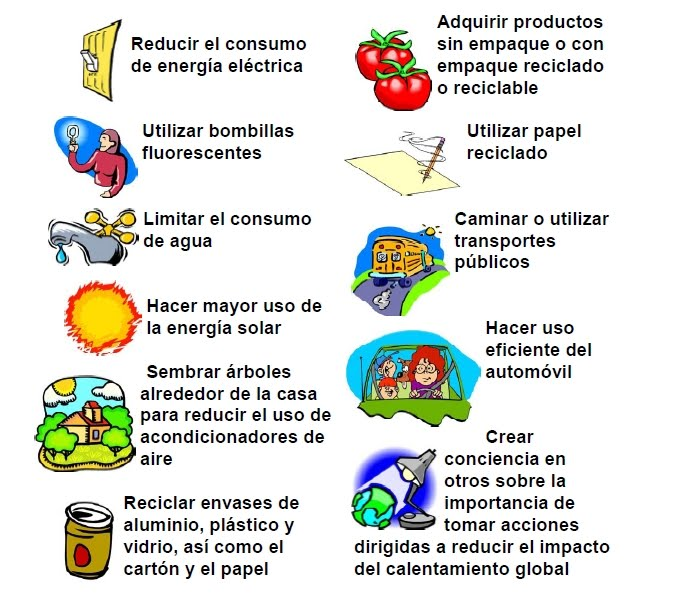 Reducir el consumo
de energía eléctrica
Utilizar bombillas
fluorescentes
Limitar el consumo
de agua
Hacer mayor uso de
la energía solar
Sembrar árboles
alrededor de la casa
para reducir el uso de
acondicionadores de
aire
Reciclar envases de
aluminio, plástico y
vidrio, así como el
cartón y el papel
Adquirir productos
sin empaque o con
empaque reciclado
o reciclable
Utilizar papel
reciclado
Caminar o utilizar
transportes
públicos
Hacer uso
eficiente del
automóvil
Crear
conciencia en
otros sobre la
importancia de
tomar acciones
dirigidas a reducir el impacto
del calentamiento global